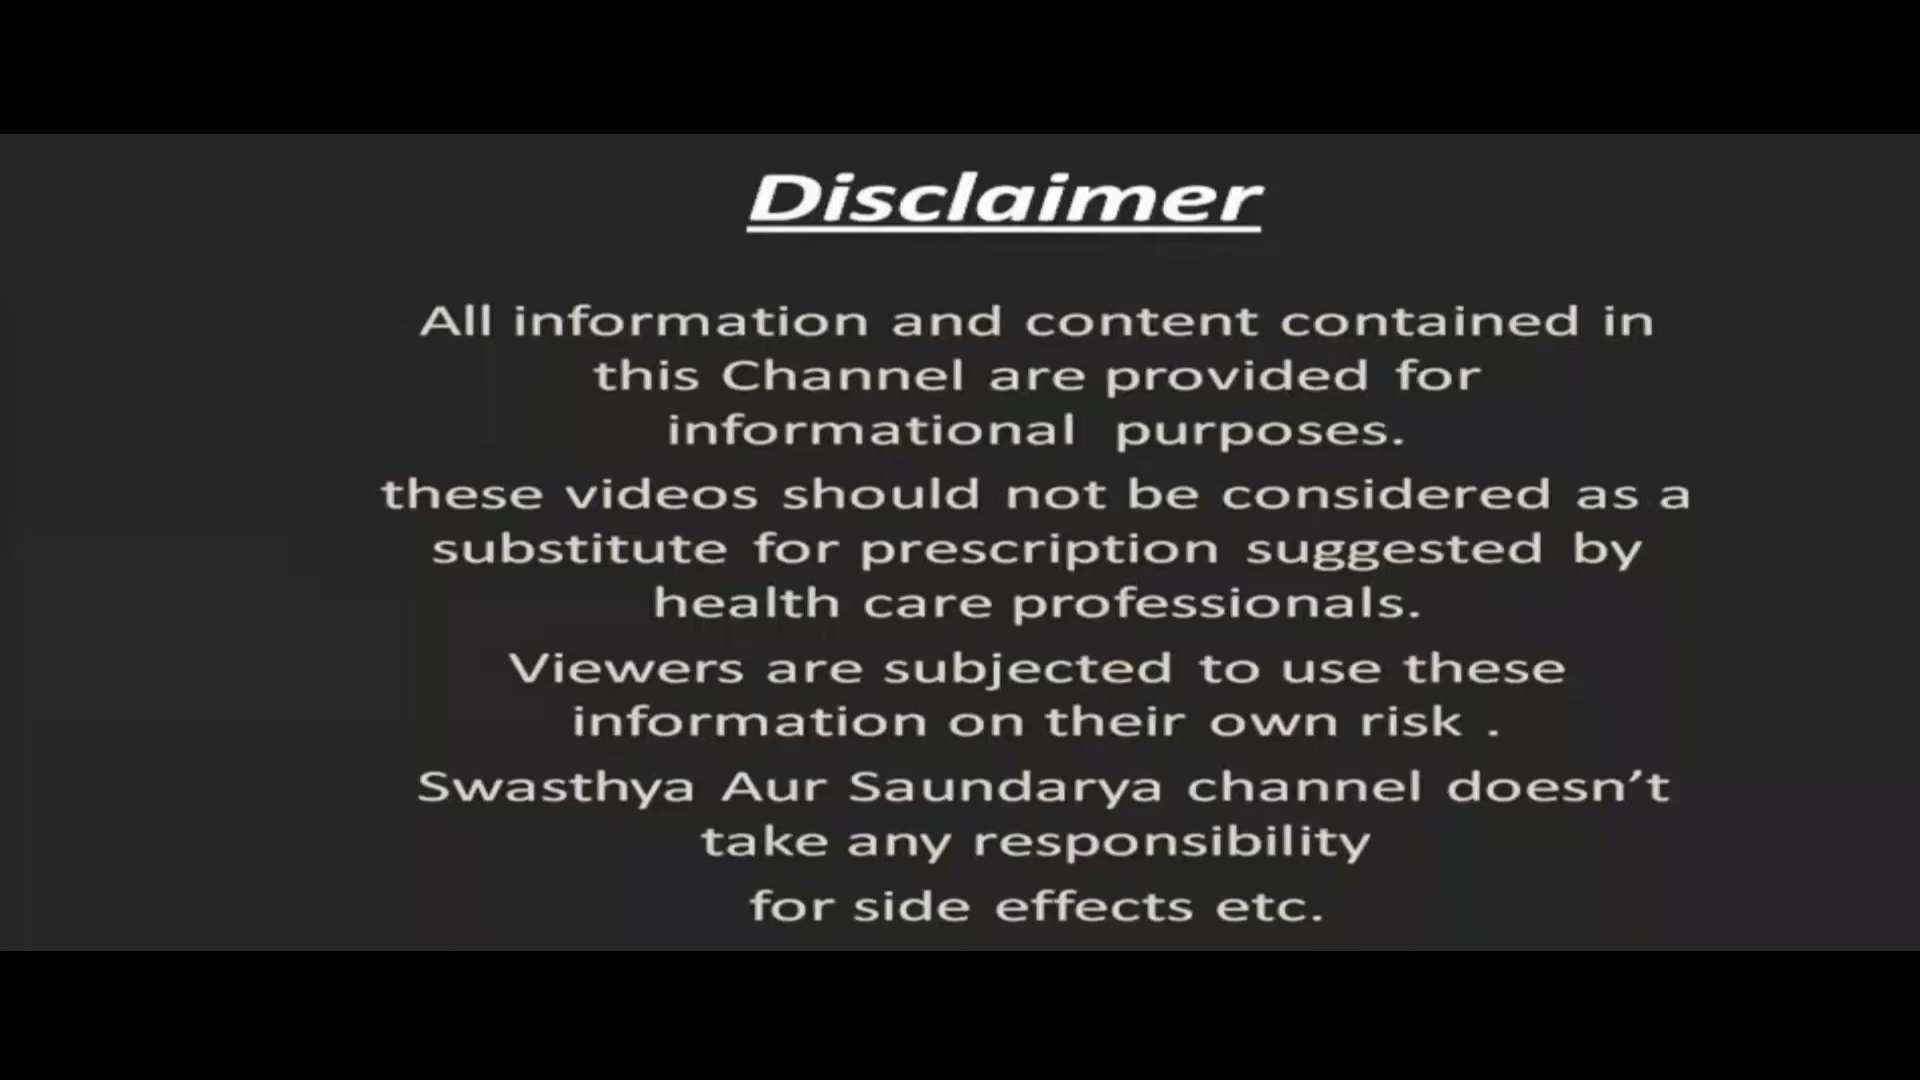 Disclaimer
All information and content contained in
this Channel are provided for
informational purposes.
these videos should not be considered as a
substitute for prescription suggested by
health care professionals.
Viewers are subjected to use these
information on their own risk .
Swasthya Aur Saundarya channel doesn’t
take any responsibility
for side effects etc.